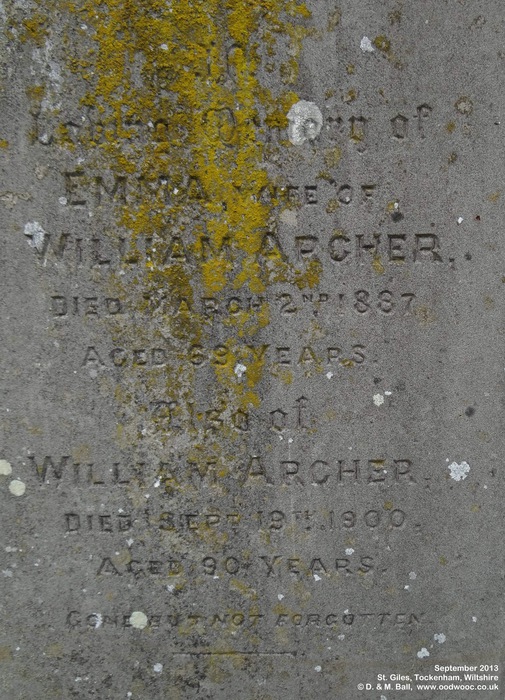 In
Loving Memory of
EMMA, WIFE OF
WILLIAM ARCHER,
DIED MARCH 2ND 1887,
AGED 69 YEARS.
Also of
WILLIAM ARCHER,
DIED SEPT 19TH 1900.
AGED 90 YEARS.
GONE BUT NOT FORGOTTEN.
September 2013
St. Giles, Tockenham, Wiltshire
© D. & M. Ball, www.oodwooc.co.uk